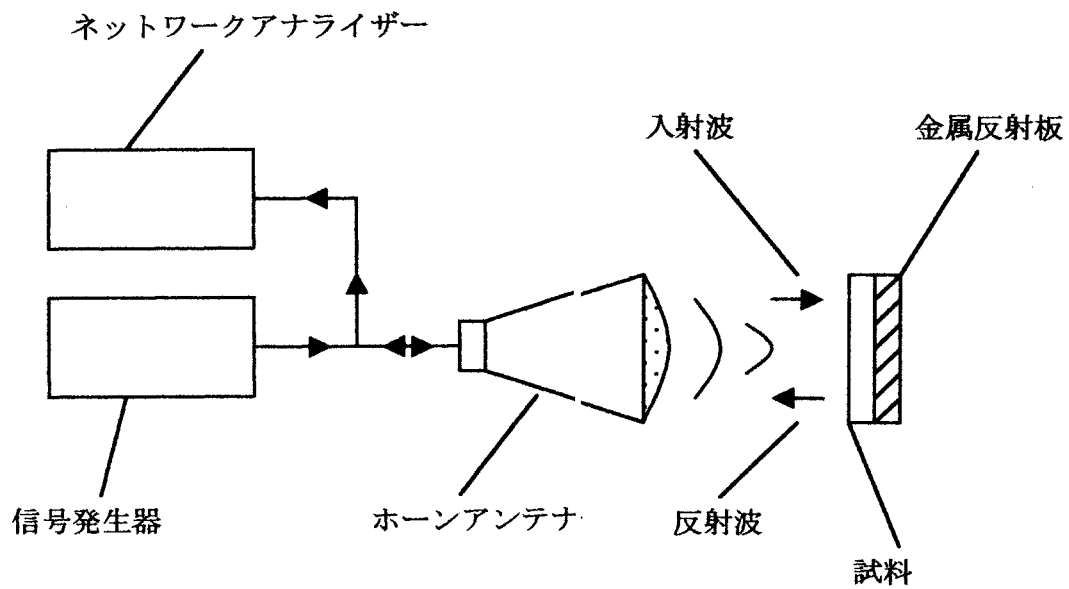 ネットワークアナライザー
入射波
金属反射板
信号発生器
ホーンアンテナ
反射波
試料